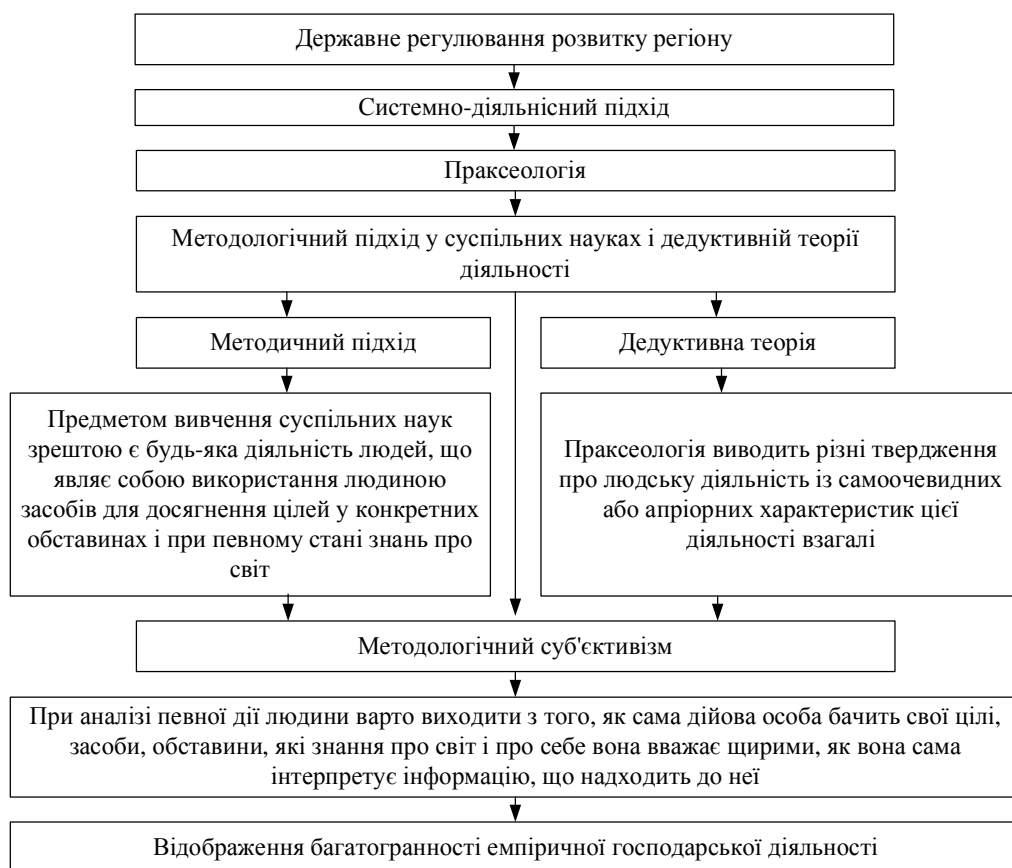 Державне регулювання розвитку регіону
Системно-діяльнісний підхід
Праксеологія
Методологічний підхід у суспільних науках і дедуктивній теорії
діяльності
Методичний підхід
Дедуктивна теорія
Предметом вивчення суспільних наук
зрештою є будь-яка діяльність людей, що
являє собою використання людиною
засобів для досягнення цілей у конкретних
обставинах і при певному стані знань про
світ
Праксеологія виводить різні твердження
про людську діяльність із самоочевидних
або апріорних характеристик цієї
діяльності взагалі
Методологічний суб'єктивізм
При аналізі певної дії людини варто виходити з того, як сама дійова особа бачить свої цілі,
засоби, обставини, які знання про світ і про себе вона вважає щирими, як вона сама
інтерпретує інформацію, що надходить до неї
Відображення багатогранності емпіричної господарської діяльності